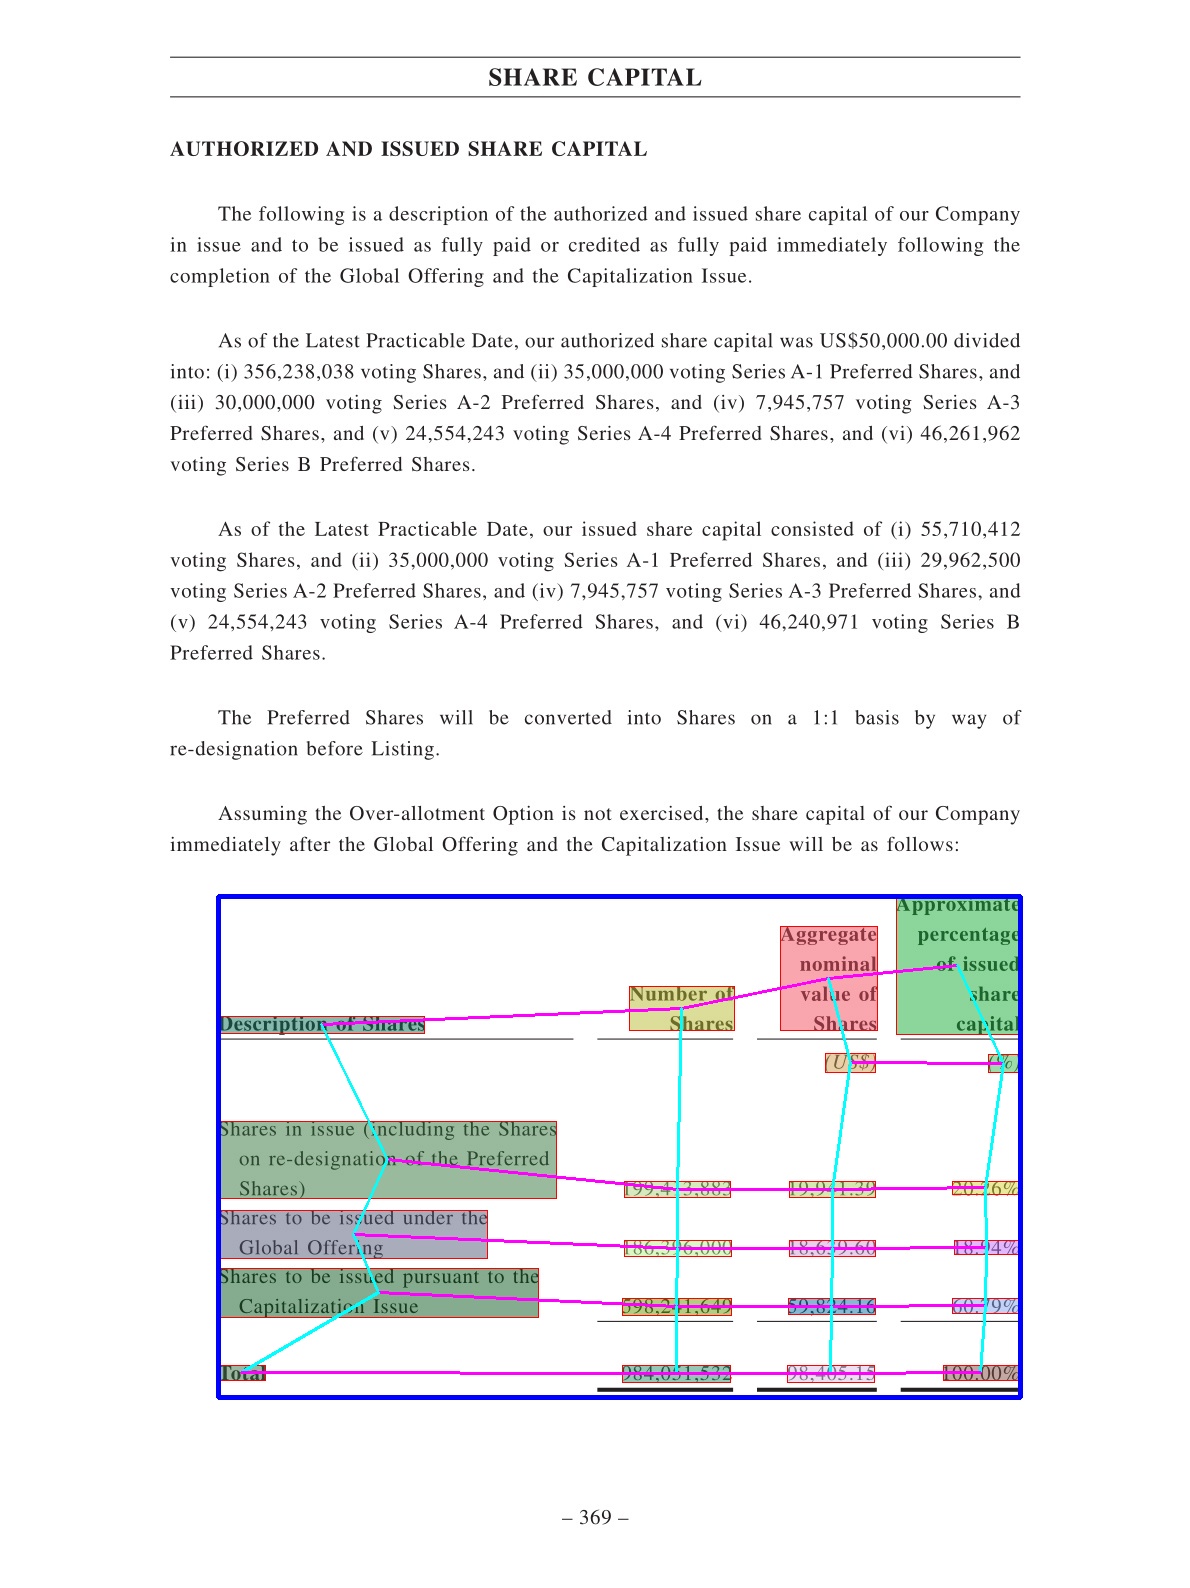 SHARE CAPITAL
AUTHORIZED AND ISSUED SHARE CAPITAL
The following is a description of the authorized and issued share capital of our Company
in issue and to be issued as fully paid or credited as fully paid immediately following the
completion of the Global Offering and the Capitalization Issue.
As of the Latest Practicable Date, our authorized share capital was US$50,000.00 divided
into: (i) 356,238,038 voting Shares, and (ii) 35,000,000 voting Series A-1 Preferred Shares, and
(iii) 30,000,000 voting Series A-2 Preferred Shares, and (iv) 7,945,757 voting Series A-3
Preferred Shares, and (v) 24,554,243 voting Series A-4 Preferred Shares, and (vi) 46,261,962
voting Series B Preferred Shares.
As of the Latest Practicable Date, our issued share capital consisted of (i) 55,710,412
voting Shares, and (ii) 35,000,000 voting Series A-1 Preferred Shares, and (iii) 29,962,500
voting Series A-2 Preferred Shares, and (iv) 7,945,757 voting Series A-3 Preferred Shares, and
(v) 24,554,243 voting Series A-4 Preferred Shares, and (vi) 46,240,971 voting Series B
Preferred Shares.
The Preferred Shares will be converted into Shares on a 1:1 basis by way of
re-designation before Listing.
Assuming the Over-allotment Option is not exercised, the share capital of our Company
immediately after the Global Offering and the Capitalization Issue will be as follows:
Approximate
Aggregate percentage
nominal of issued
Number of value of share
Description of Shares Shares Shares capital
(US$) (%)
Shares in issue (including the Shares
on re-designation of the Preferred
Shares) 199,413,883 19,941.39 20.26%
Shares to be issued under the
Global Offering 186,396,000 18,639.60 18.94%
Shares to be issued pursuant to the
Capitalization Issue 598,241,649 59,824.16 60.79%
Total 984,051,532 98,405.15 100.00%
– 369 –